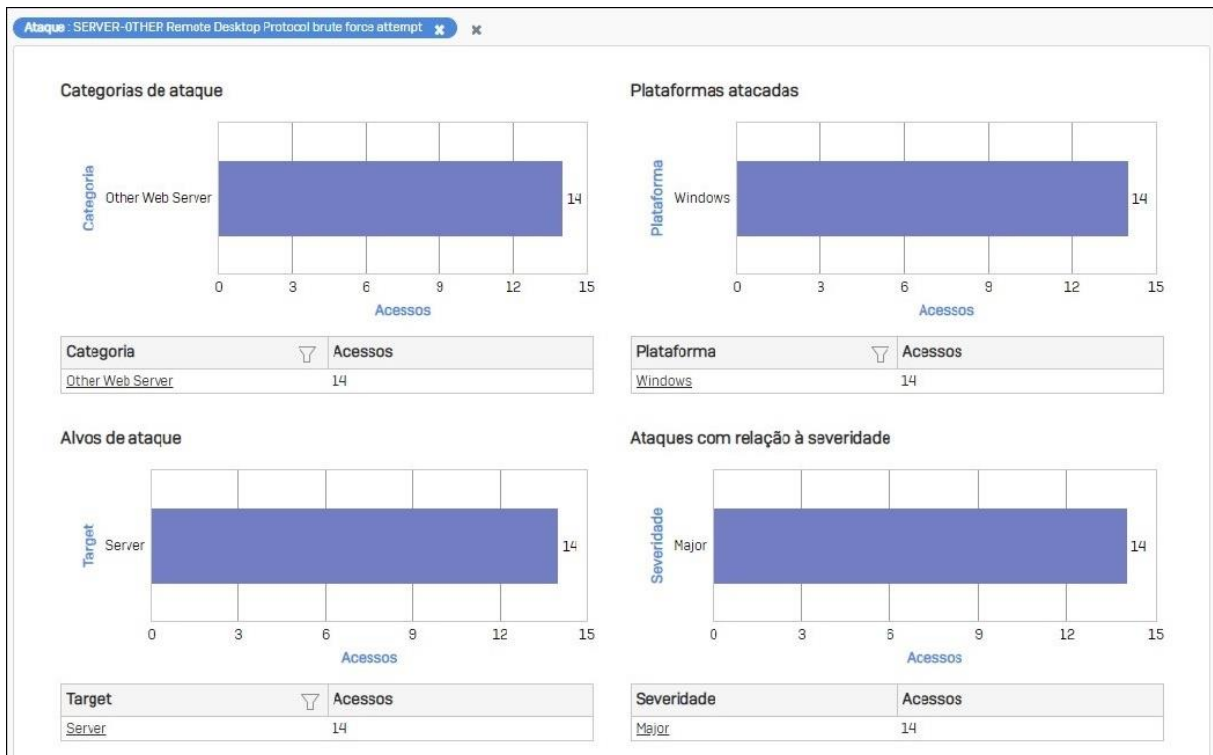 Ataque : SERVER-OTHER Remote Desktop Protocol brute force attempt x x
Categorias de ataque
Categoria
Other Web Server
14
0 3 6 9 12 15
Acessos
Categoria Acessos
Other Web Server 14
Plataformas atacadas
Plataforma
Windows
14
0 3 6 9 12 15
Acessos
Plataforma Acessos
Windows 14
Alvos de ataque
Target
Server
14
0 3 6 9 12 15
Acessos
Target Acessos
Server 14
Ataques com relação à severidade
Severidade
Major
14
0 3 6 9 12 15
Acessos
Severidade Acessos
Major 14